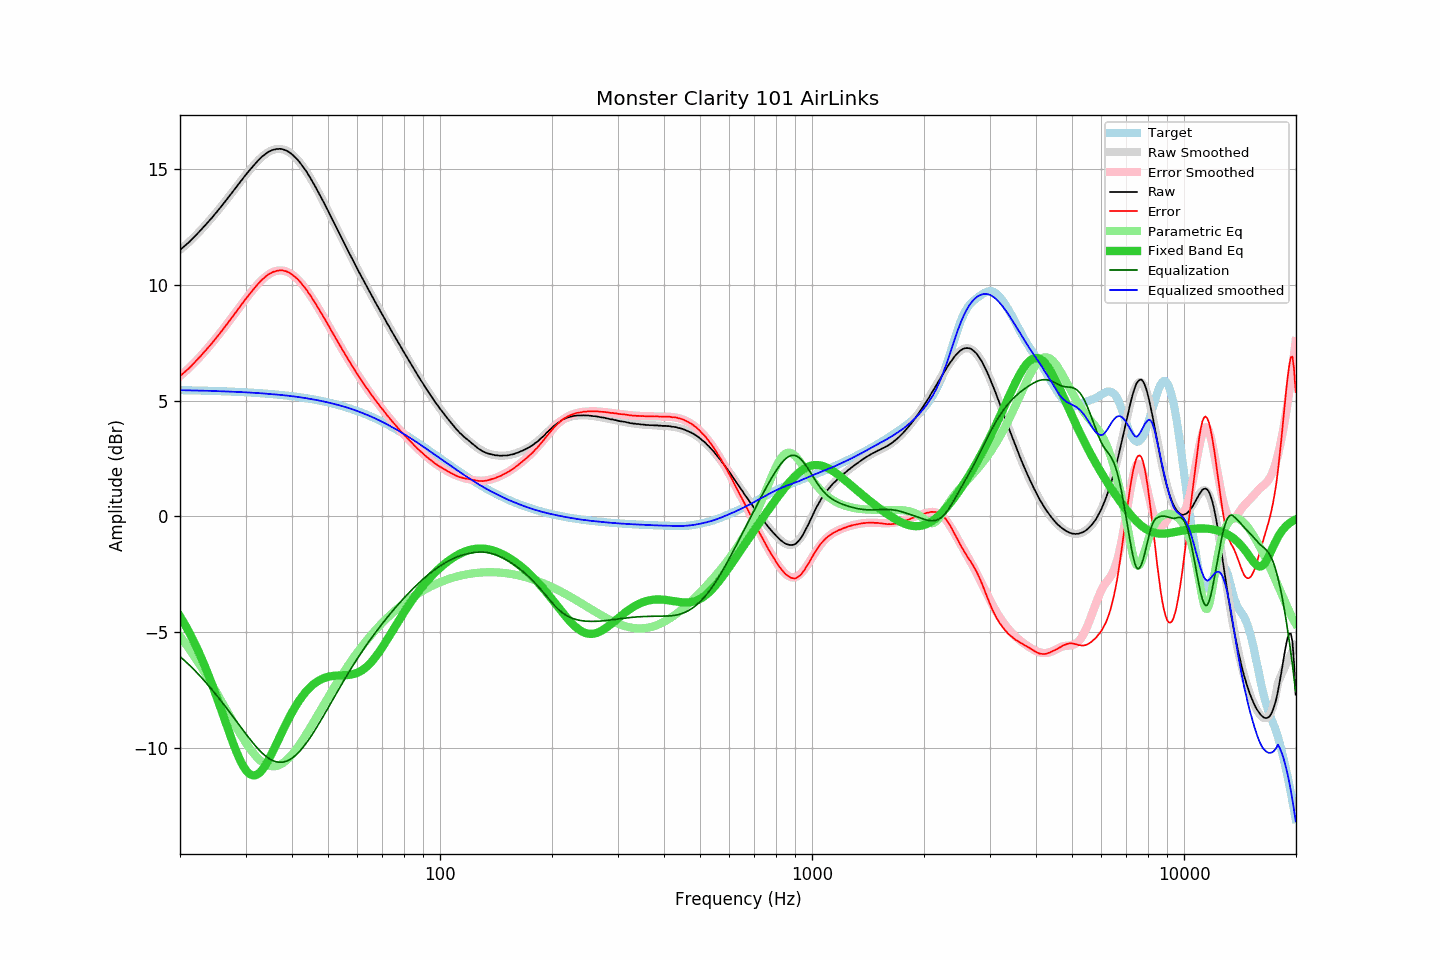 Monster Clarity 101 AirLinks
Target
Raw Smoothed
Error Smoothed
Raw
Error
Parametric Eq
Fixed Band Eq
Equalization
Equalized smoothed
Amplitude (dBr)
15
10
5
0
−5
−10
100
1000
10000
Frequency (Hz)